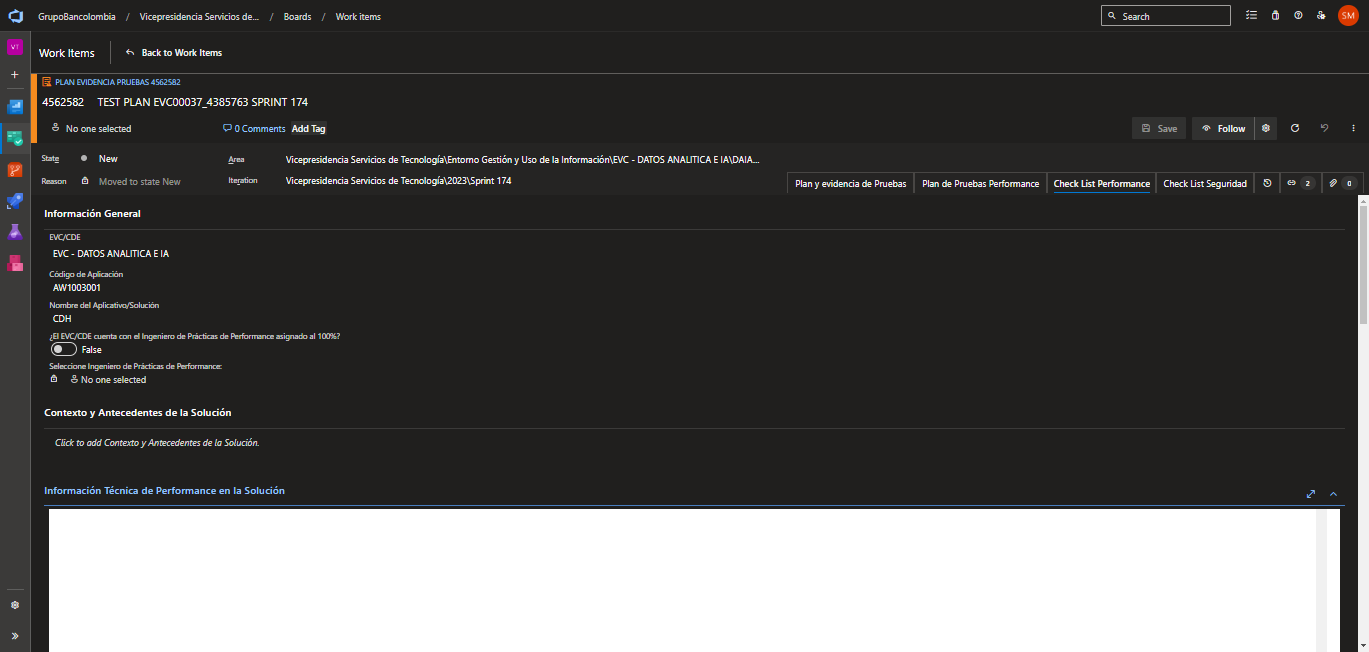 GrupoBancolombia / Vicepresidencia Servicios de... / Boards / Work items
Search
SM
VT
Work Items
Back to Work Items
PLAN EVIDENCIA PRUEBAS 4562582
4562582 TEST PLAN EVC00037_4385763 SPRINT 174
No one selected
0 Comments
Add Tag
Save
Follow
State
New
Area
Vicepresidencia Servicios de Tecnología\Entorno Gestión y Uso de la Información\EVC - DATOS ANALITICA E IA\DAIA...
Reason
Moved to state New
Iteration
Vicepresidencia Servicios de Tecnología\2023\Sprint 174
Plan y evidencia de Pruebas
Plan de Pruebas Performance
Check List Performance
Check List Seguridad
2
0
Información General
EVC/CDE
EVC - DATOS ANALITICA E IA
Código de Aplicación
AW1003001
Nombre del Aplicativo/Solución
CDH
¿El EVC/CDE cuenta con el Ingeniero de Prácticas de Performance asignado al 100%?
False
Seleccione Ingeniero de Prácticas de Performance:
No one selected
Contexto y Antecedentes de la Solución
Click to add Contexto y Antecedentes de la Solución.
Información Técnica de Performance en la Solución